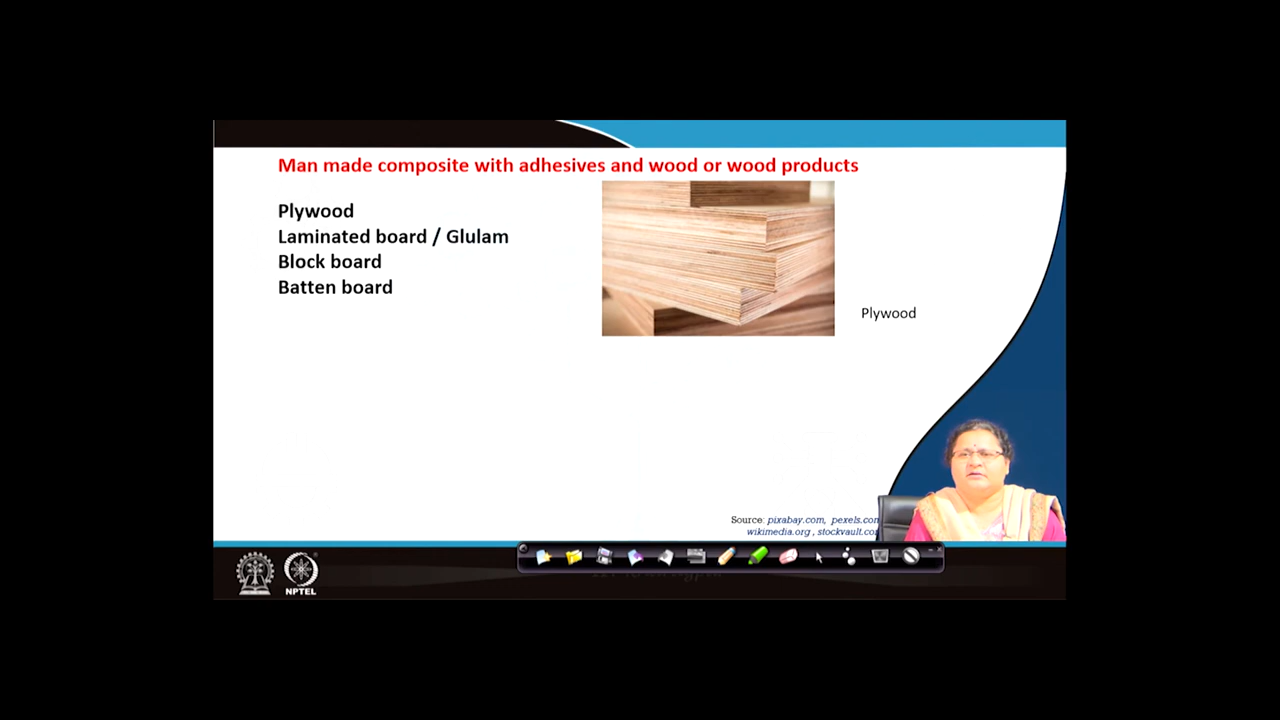 Man made composite with adhesives and wood or wood products
Plywood
Laminated board / Glulam
Block board
Batten board
Plywood
Source: pixabay.com, pexels.com
wikimedia.org , stockvault.com
NPTEL